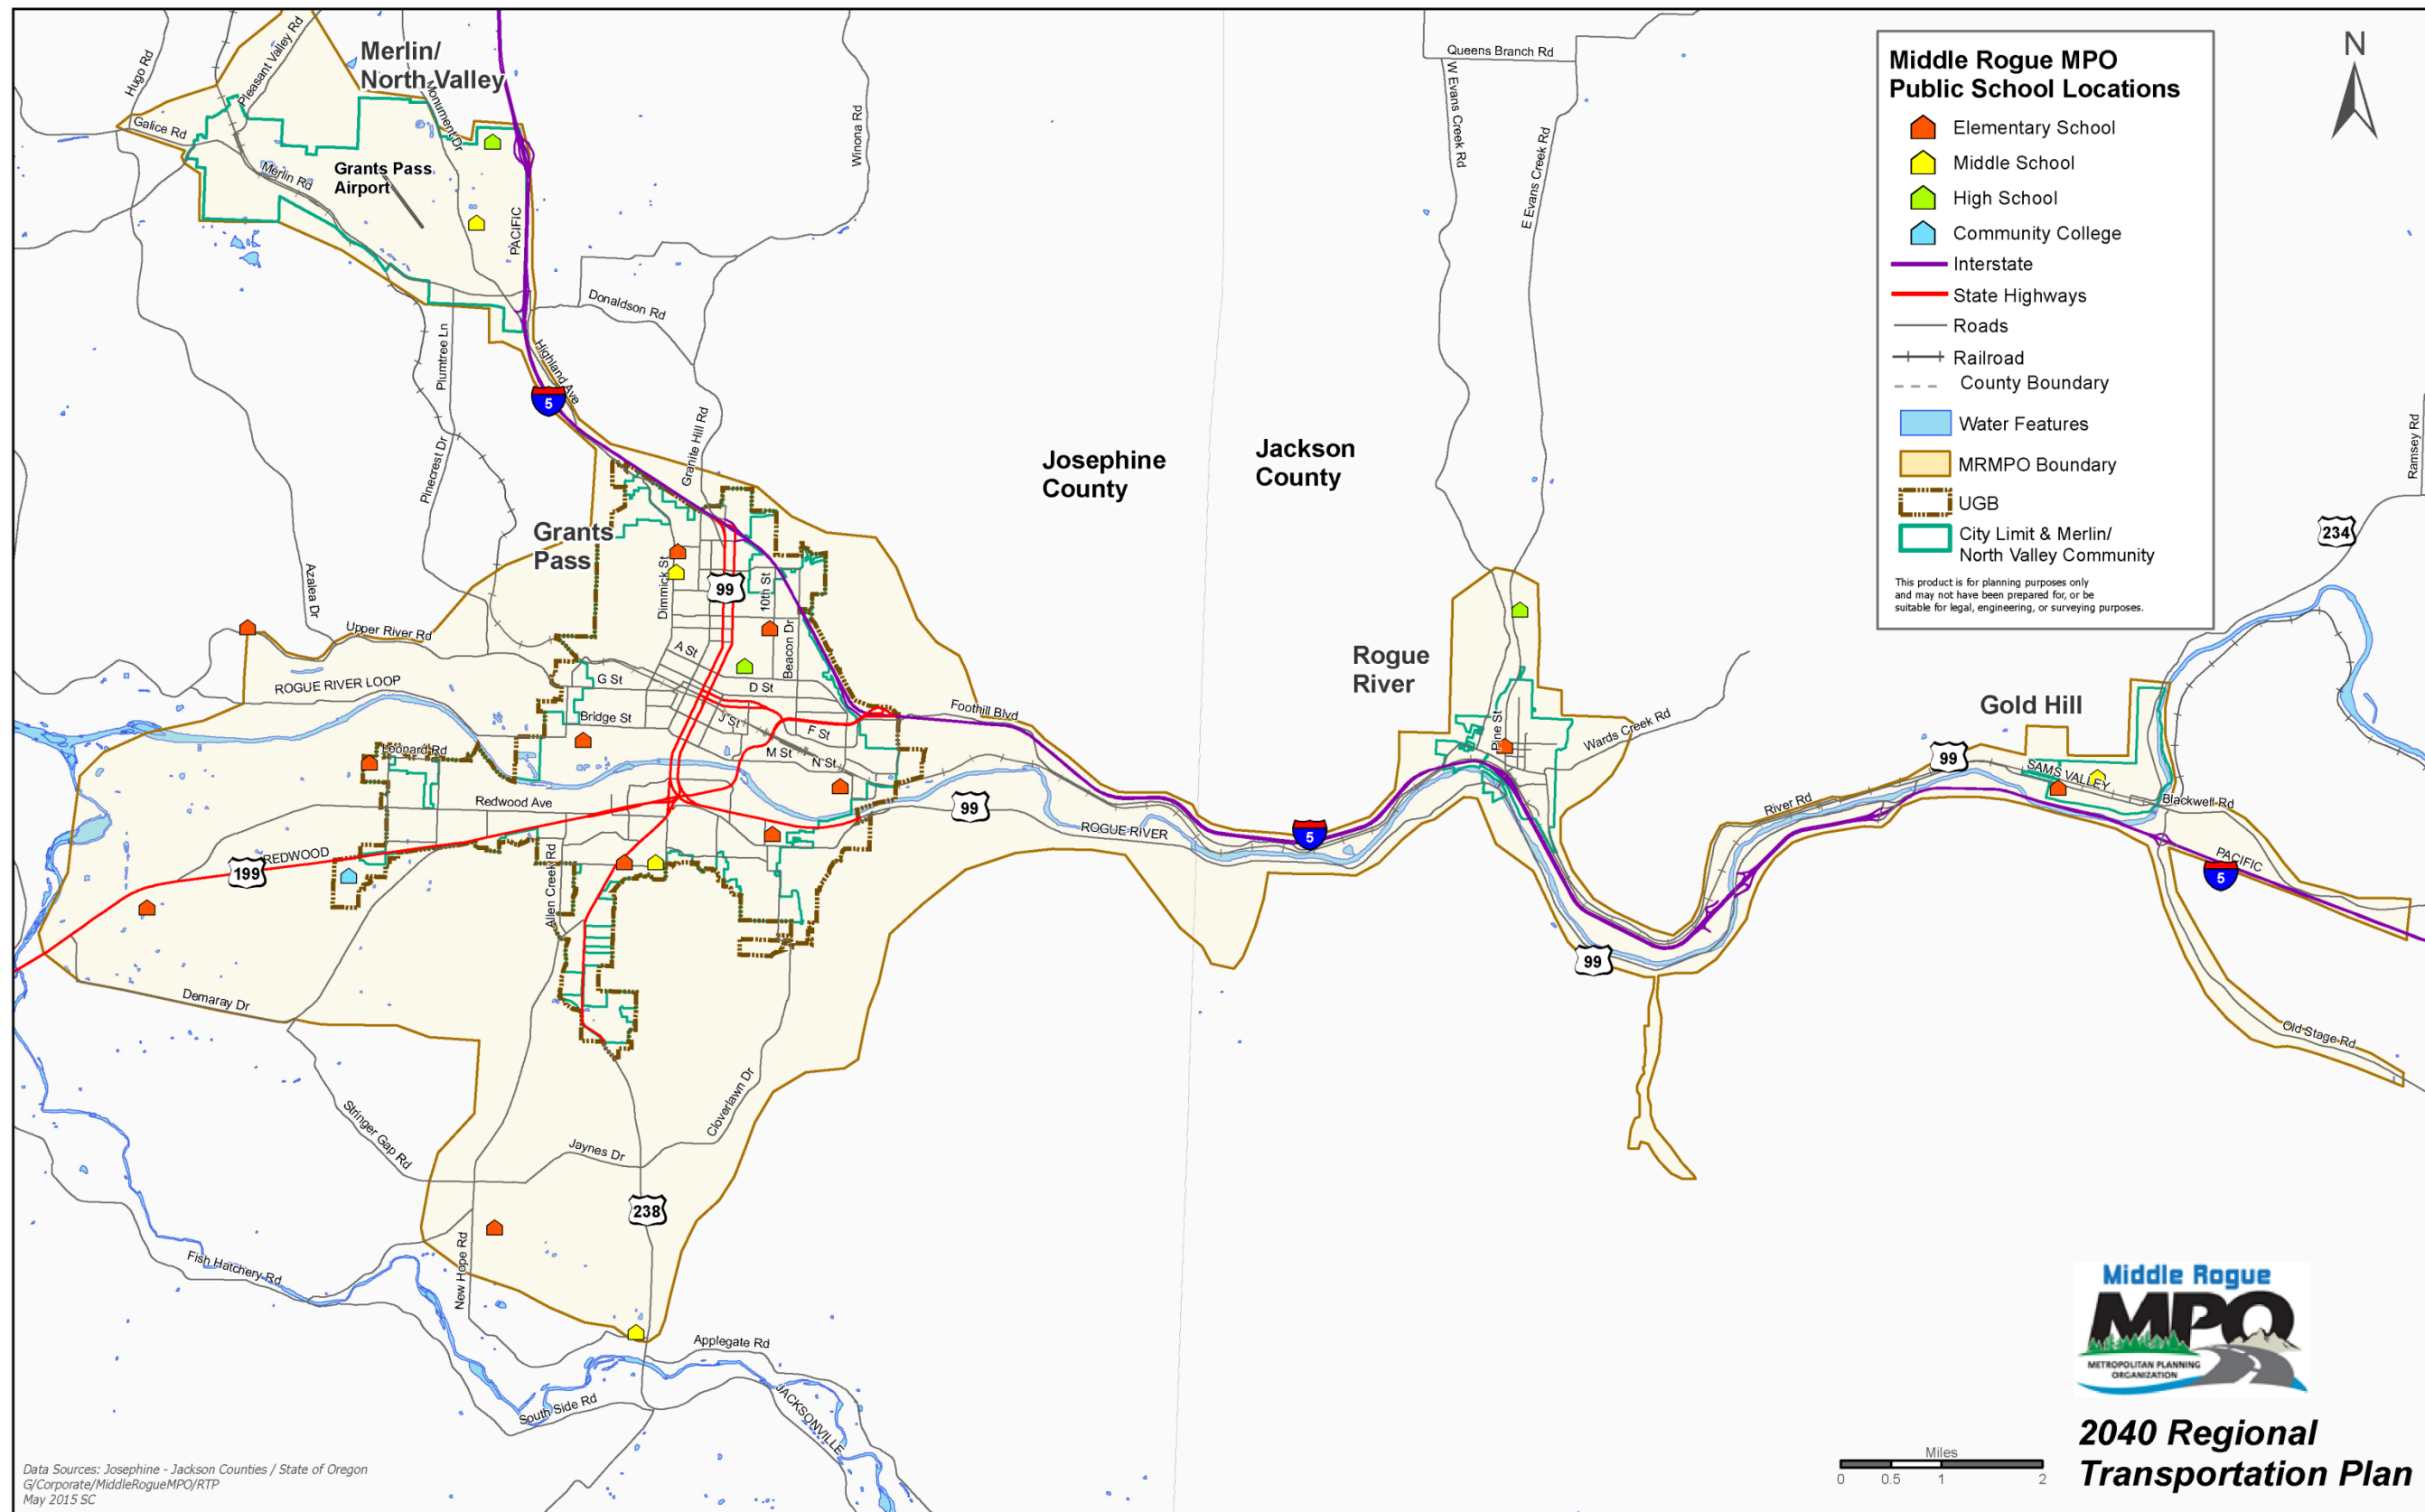 Merlin/
North Valley
Hugo Rd
Pleasant Valley Rd
Monument Dr
Galice Rd
Merlin Rd
Grants Pass
Airport
PACIFIC
Winona Rd
Donaldson Rd
Plumtree Ln
Highland Ave
5
Pinecrest Dr
Granite Hill Rd
Azalea Dr
Grants
Pass
Dimmick St
99
10th St
Beacon Dr
Upper River Rd
A St
G St
D St
ROGUE RIVER LOOP
Bridge St
J St
F St
M St
N St
Foothill Blvd
Leonard Rd
Redwood Ave
99
ROGUE RIVER
REDWOOD
199
Allen Creek Rd
Demaray Dr
Stringer Gap Rd
Jaynes Dr
Cloverlawn Dr
238
New Hope Rd
Fish Hatchery Rd
Applegate Rd
South Side Rd
JACKSONVILLE
Josephine
County
Jackson
County
Queens Branch Rd
W Evans Creek Rd
E Evans Creek Rd
Rogue
River
Pine St
Wards Creek Rd
5
99
River Rd
Gold Hill
99
SAMS VALLEY
Blackwell Rd
PACIFIC
5
Old Stage Rd
234
Ramsey Rd
N
Middle Rogue MPO
Public School Locations
Elementary School
Middle School
High School
Community College
Interstate
State Highways
Roads
Railroad
County Boundary
Water Features
MRMPO Boundary
UGB
City Limit & Merlin/
North Valley Community
This product is for planning purposes only
and may not have been prepared for, or be
suitable for legal, engineering, or surveying purposes.
Middle Rogue
MPO
METROPOLITAN PLANNING
ORGANIZATION
2040 Regional
Transportation Plan
Miles
0 0.5 1 2
Data Sources: Josephine - Jackson Counties / State of Oregon
G/Corporate/MiddleRogueMPO/RTP
May 2015 SC